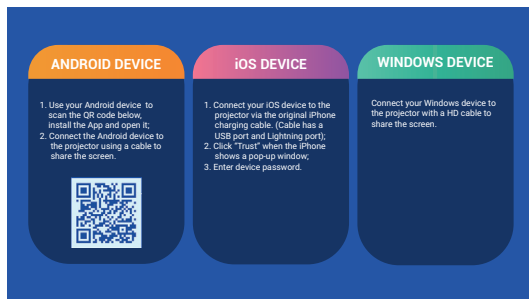 ANDROID DEVICE
1. Use your Android device to
scan the QR code below,
install the App and open it;
2. Connect the Android device to
the projector using a cable to
share the screen.
iOS DEVICE
1. Connect your iOS device to the
projector via the original iPhone
charging cable. (Cable has a
USB port and Lightning port);
2. Click “Trust” when the iPhone
shows a pop-up window;
3. Enter device password.
WINDOWS DEVICE
Connect your Windows device to
the projector with a HD cable to
share the screen.